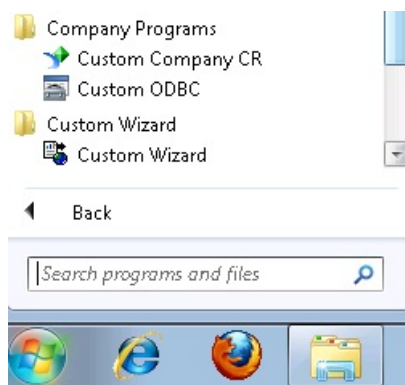 Company Programs
Custom Company CR
Custom ODBC
Custom Wizard
Custom Wizard
Back
Search programs and files